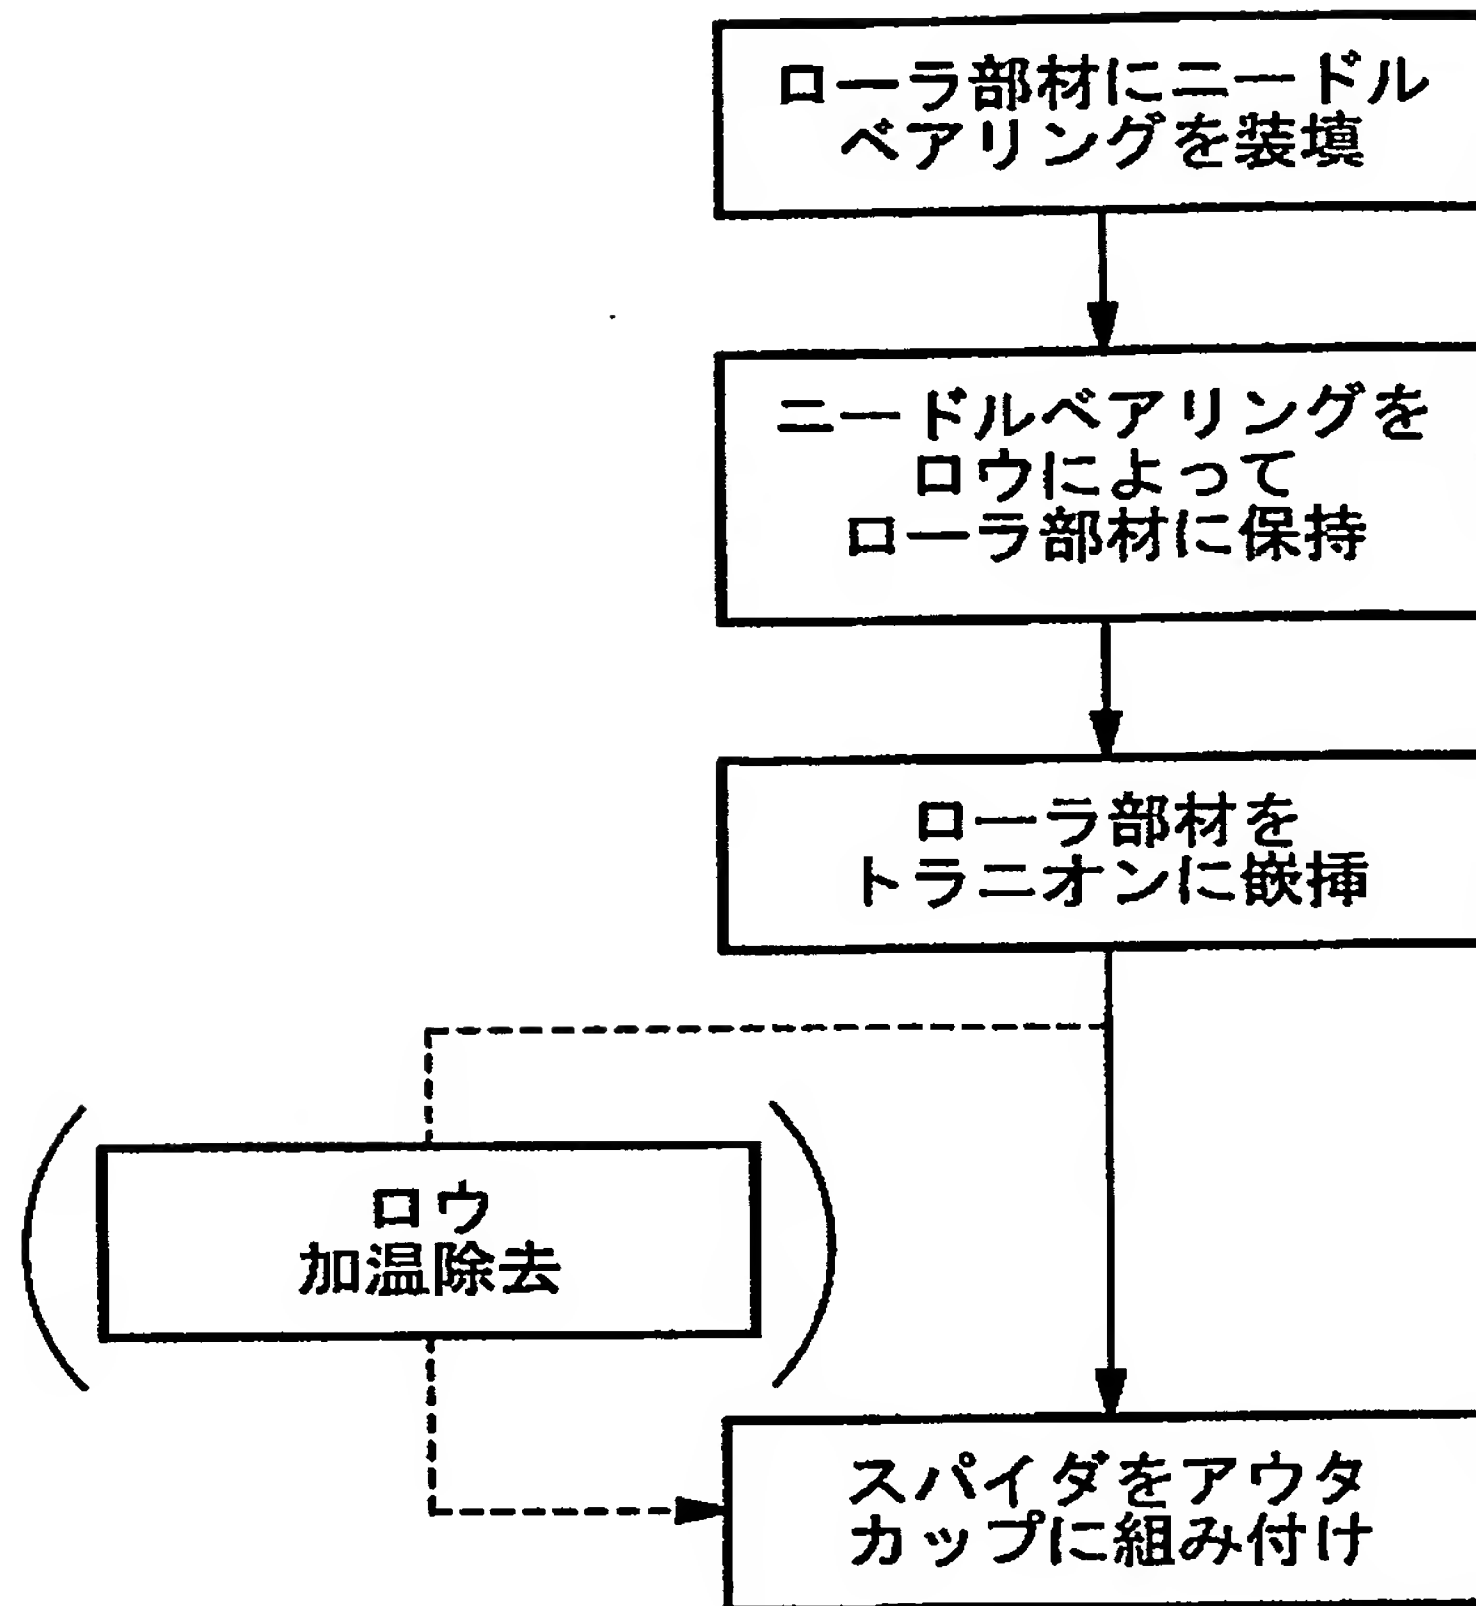 ローラ部材にニードル
ベアリングを装填
ニードルベアリングを
ロウによって
ローラ部材に保持
ローラ部材を
トラニオンに嵌挿
ロウ
加温除去
スパイダをアウタ
カップに組み付け